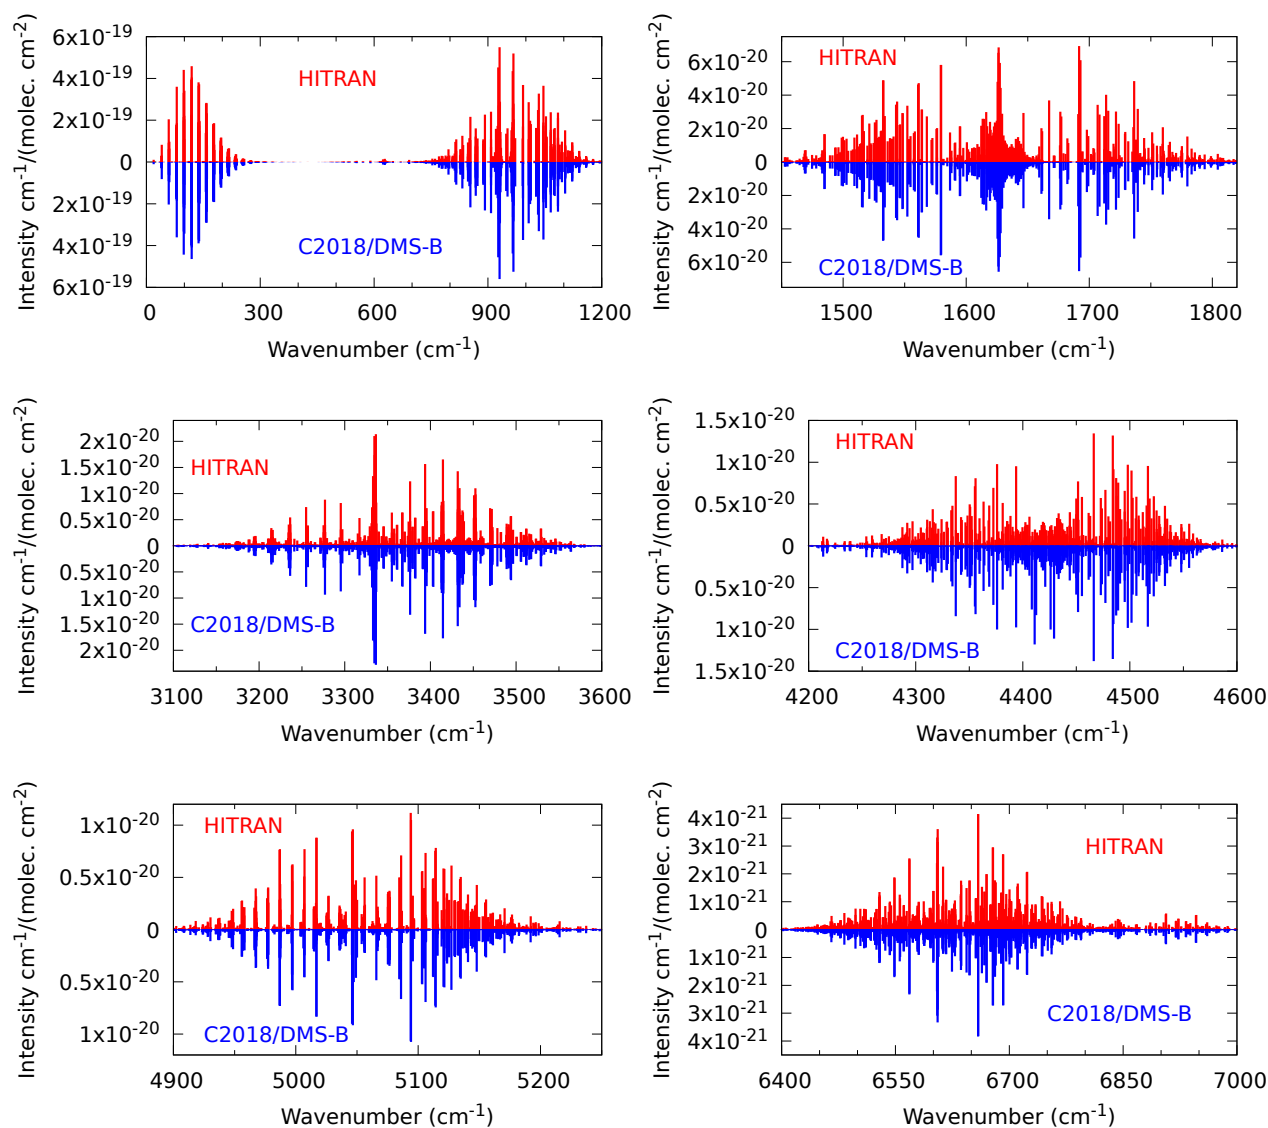 Intensity cm-1/(molec. cm-2)
6x10-19
4x10-19
2x10-19
0
2x10-19
4x10-19
6x10-19
HITRAN
C2018/DMS-B
0 300 600 900 1200
Wavenumber (cm-1)
Intensity cm-1/(molec. cm-2)
6x10-20
4x10-20
2x10-20
0
2x10-20
4x10-20
6x10-20
HITRAN
C2018/DMS-B
1500 1600 1700 1800
Wavenumber (cm-1)
Intensity cm-1/(molec. cm-2)
2x10-20
1.5x10-20
1x10-20
0.5x10-20
0
0.5x10-20
1x10-20
1.5x10-20
2x10-20
HITRAN
C2018/DMS-B
3100 3200 3300 3400 3500 3600
Wavenumber (cm-1)
Intensity cm-1/(molec. cm-2)
1.5x10-20
1x10-20
0.5x10-20
0
0.5x10-20
1x10-20
1.5x10-20
HITRAN
C2018/DMS-B
4200 4300 4400 4500 4600
Wavenumber (cm-1)
Intensity cm-1/(molec. cm-2)
1x10-20
0.5x10-20
0
0.5x10-20
1x10-20
HITRAN
C2018/DMS-B
4900 5000 5100 5200
Wavenumber (cm-1)
Intensity cm-1/(molec. cm-2)
4x10-21
3x10-21
2x10-21
1x10-21
0
1x10-21
2x10-21
3x10-21
4x10-21
HITRAN
C2018/DMS-B
6400 6550 6700 6850 7000
Wavenumber (cm-1)